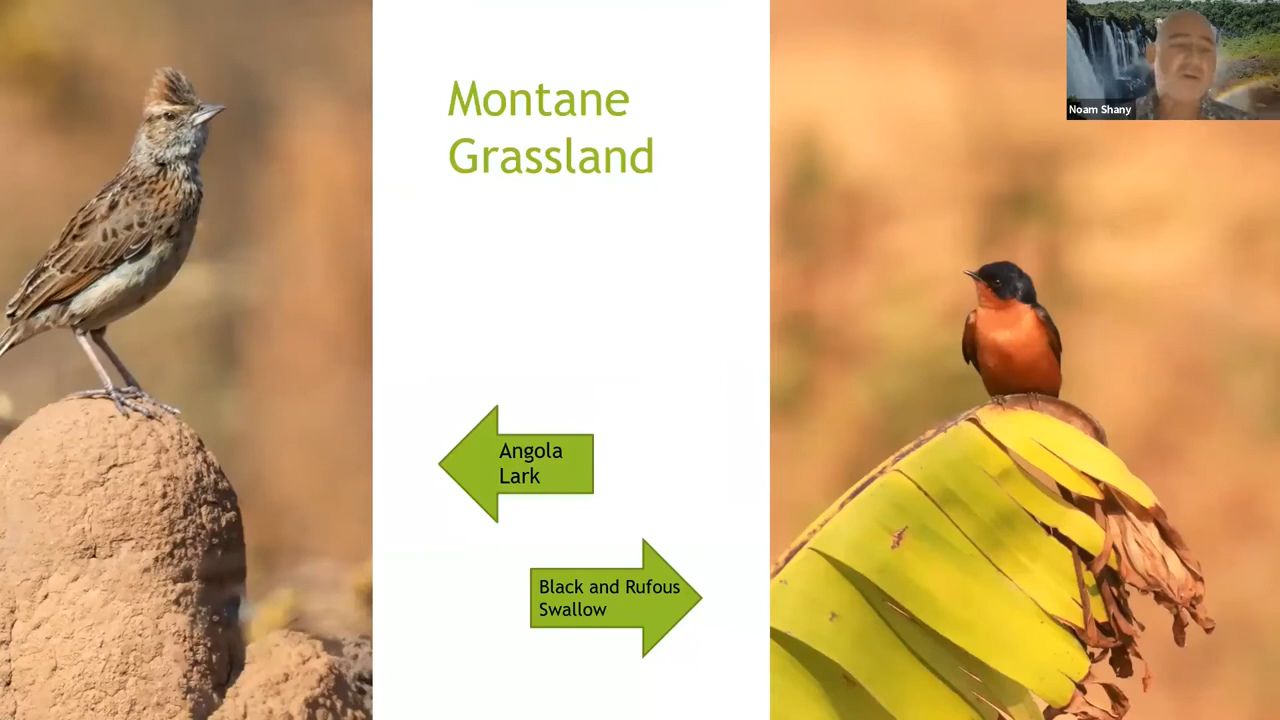 Montane
Grassland
Noam Shany
Angola
Lark
Black and Rufous
Swallow